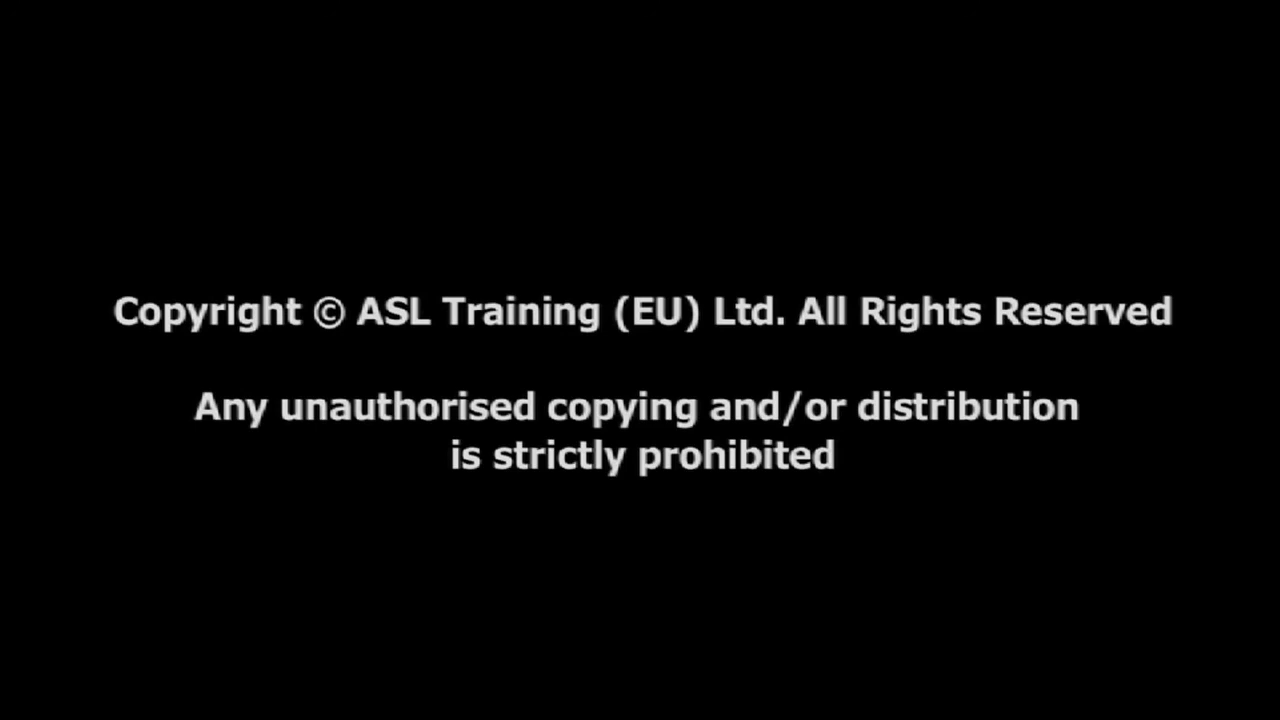 Copyright © ASL Training (EU) Ltd. All Rights Reserved
Any unauthorised copying and/or distribution
is strictly prohibited